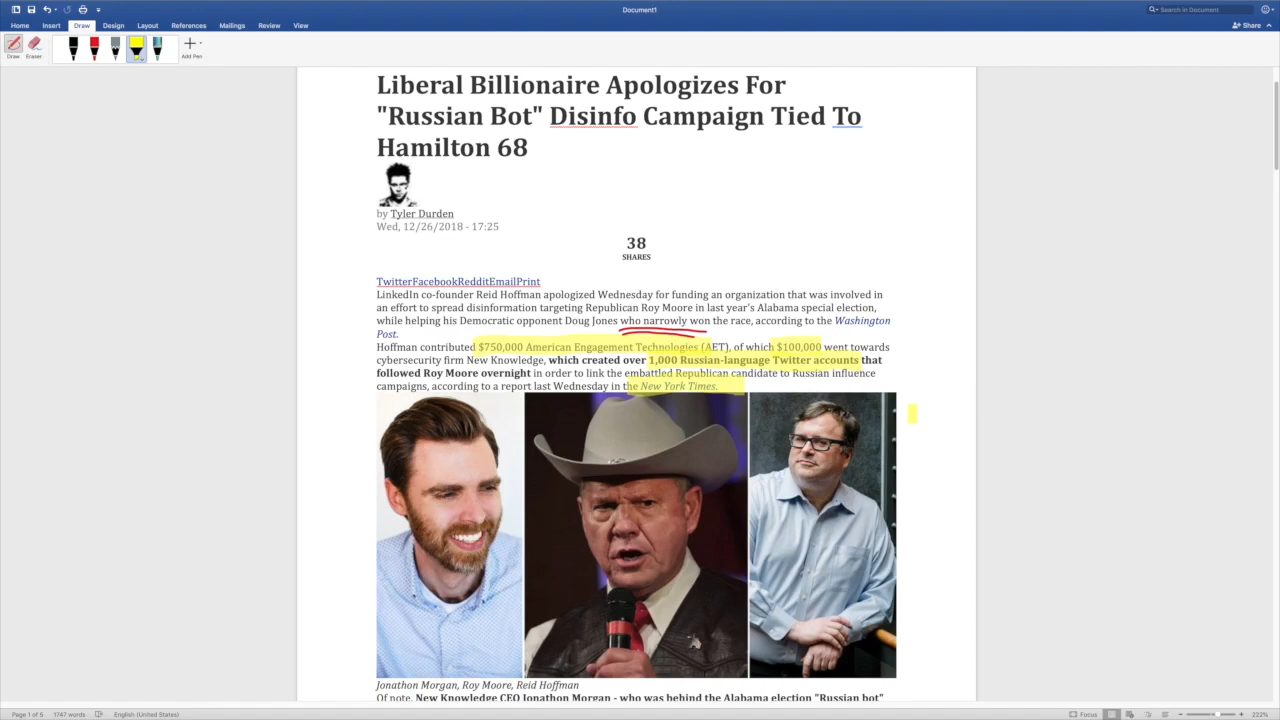 Document1
Search in Document
Home Insert Draw Design Layout References Mailings Review View
Share
Draw Eraser Add Pen
Liberal Billionaire Apologizes For
"Russian Bot" Disinfo Campaign Tied To
Hamilton 68
by Tyler Durden
Wed, 12/26/2018 - 17:25
38
SHARES
TwitterFacebookRedditEmailPrint
LinkedIn co-founder Reid Hoffman apologized Wednesday for funding an organization that was involved in
an effort to spread disinformation targeting Republican Roy Moore in last year's Alabama special election,
while helping his Democratic opponent Doug Jones who narrowly won the race, according to the Washington
Post.
Hoffman contributed $750,000 American Engagement Technologies (AET), of which $100,000 went towards
cybersecurity firm New Knowledge, which created over 1,000 Russian-language Twitter accounts that
followed Roy Moore overnight in order to link the embattled Republican candidate to Russian influence
campaigns, according to a report last Wednesday in the New York Times.
Jonathon Morgan, Roy Moore, Reid Hoffman
Of note, New Knowledge CEO Jonathon Morgan - who was behind the Alabama election "Russian bot"
Page 1 of 5 1747 words English (United States) Focus 222%